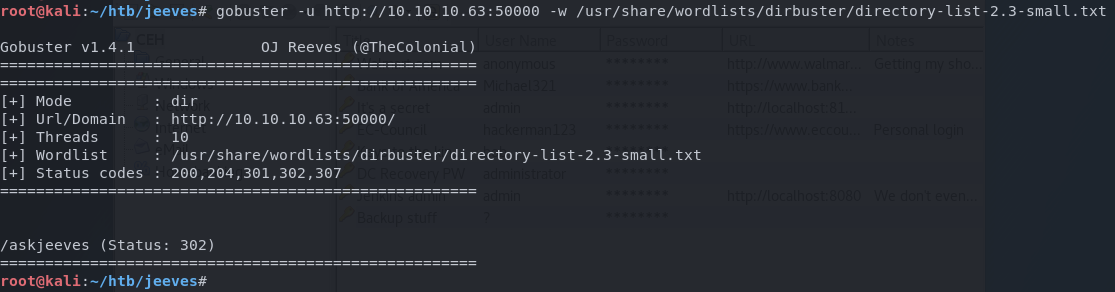 root@kali:~/htb/jeeves# gobuster -u http://10.10.10.63:50000 -w /usr/share/wordlists/dirbuster/directory-list-2.3-small.txt
CEH
User Name
Password
URL
Notes
Gobuster v1.4.1 OJ Reeves (@TheColonial)
=====================================================
anonymous ******** http://www.walmar... Getting my sho...
=====================================================
Michael321 ******** https://www.bank...
[+] Mode : dir
It's a secret admin ******** http://localhost:81...
[+] Url/Domain : http://10.10.10.63:50000/
EC-Council hackerman123 ******** https://www.eccou... Personal login
[+] Threads : 10
[+] Wordlist : /usr/share/wordlists/dirbuster/directory-list-2.3-small.txt
[+] Status codes : 200,204,301,302,307
DC Recovery PW administrator ********
=====================================================
Jenkins admin admin ******** http://localhost:8080 We don't even...
Backup stuff ? ********
/askjeeves (Status: 302)
=====================================================
root@kali:~/htb/jeeves#